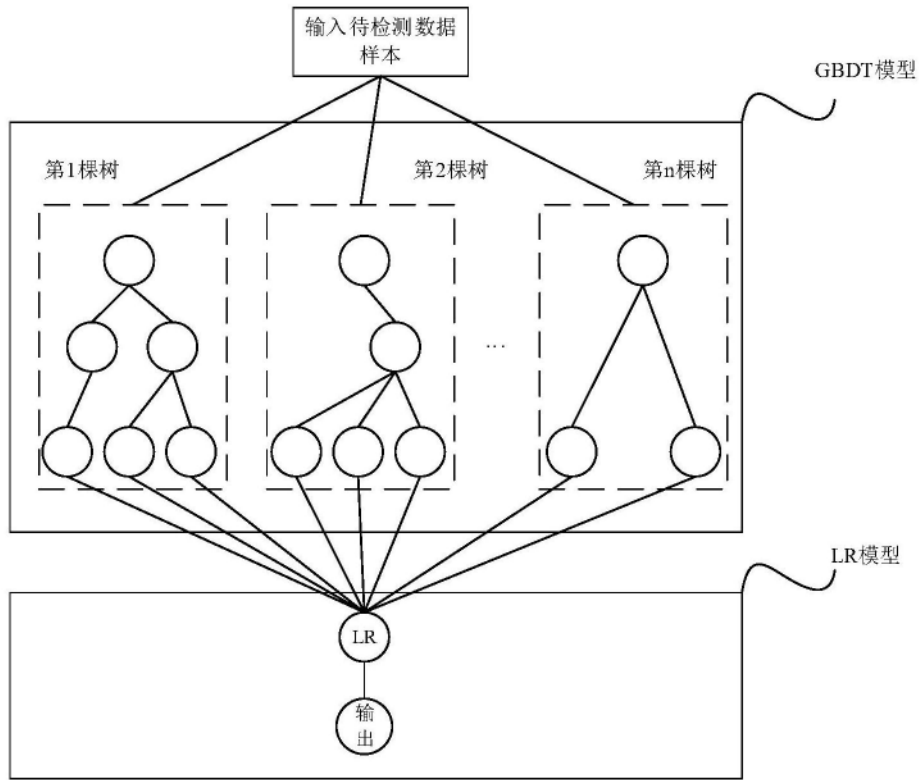 输入待检测数据
样本
GBDT模型
第1棵树
第2棵树
第n棵树
...
LR模型
LR
输
出